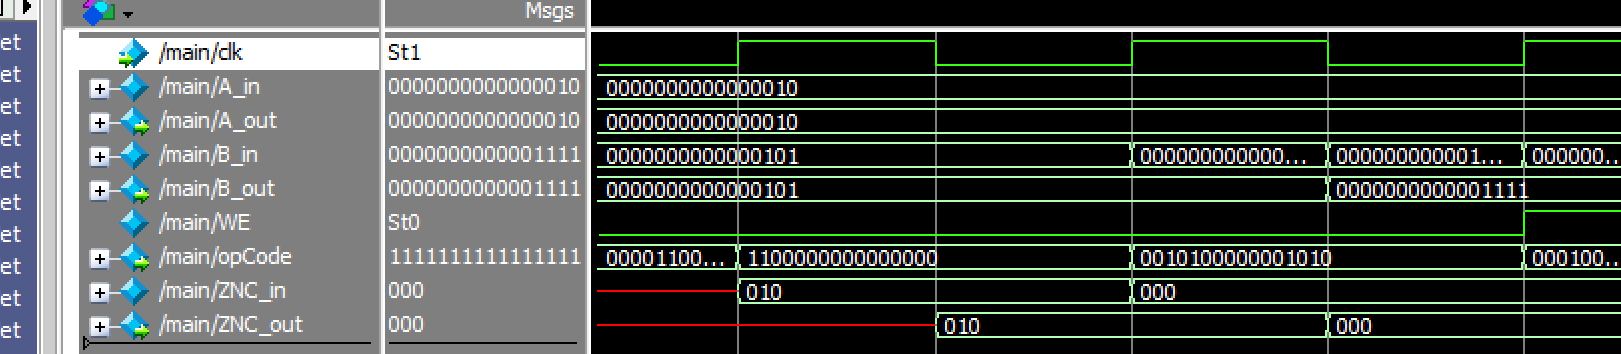 Msgs
et /main/clk St1
et /main/A_in 0000000000000010 0000000000000010
et /main/A_out 0000000000000010 0000000000000010
et /main/B_in 0000000000001111 0000000000000101 000000000000... 000000000001... 000000...
et /main/B_out 0000000000001111 0000000000000101 0000000000001111
et /main/WE St0
et /main/opCode 1111111111111111 00001100... 1100000000000000 0010100000001010 000100...
et /main/ZNC_in 000 010 000
et /main/ZNC_out 000 010 000